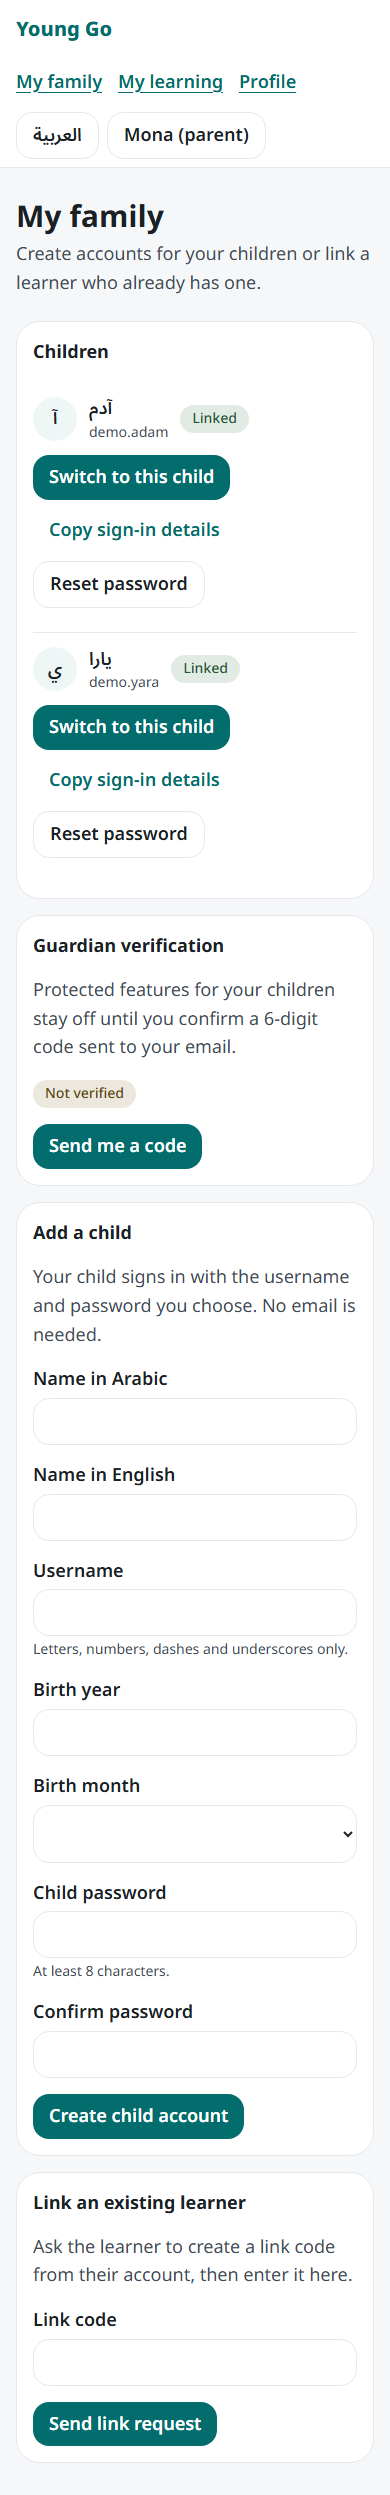 Young Go
My family My learning Profile
العربية Mona (parent)
My family
Create accounts for your children or link a
learner who already has one.
Children
آ آدم Linked
demo.adam
Switch to this child
Copy sign-in details
Reset password
ي يارا Linked
demo.yara
Switch to this child
Copy sign-in details
Reset password
Guardian verification
Protected features for your children
stay off until you confirm a 6-digit
code sent to your email.
Not verified
Send me a code
Add a child
Your child signs in with the username
and password you choose. No email is
needed.
Name in Arabic
Name in English
Username
Letters, numbers, dashes and underscores only.
Birth year
Birth month
Child password
At least 8 characters.
Confirm password
Create child account
Link an existing learner
Ask the learner to create a link code
from their account, then enter it here.
Link code
Send link request